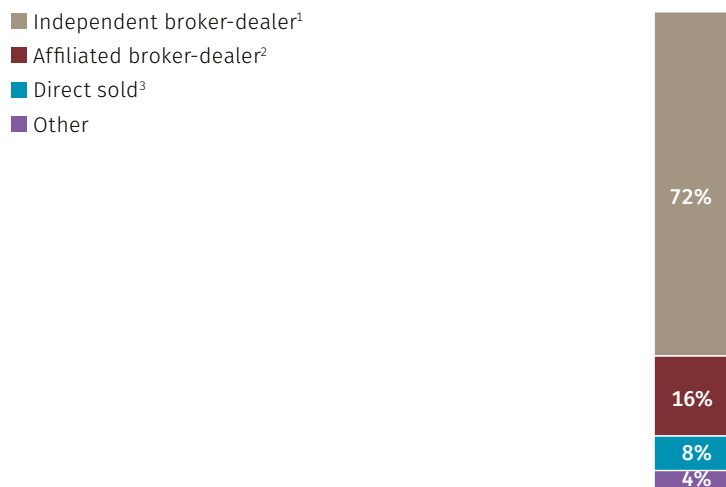 Independent broker-dealer¹
Affiliated broker-dealer²
Direct sold³
Other
72%
16%
8%
4%